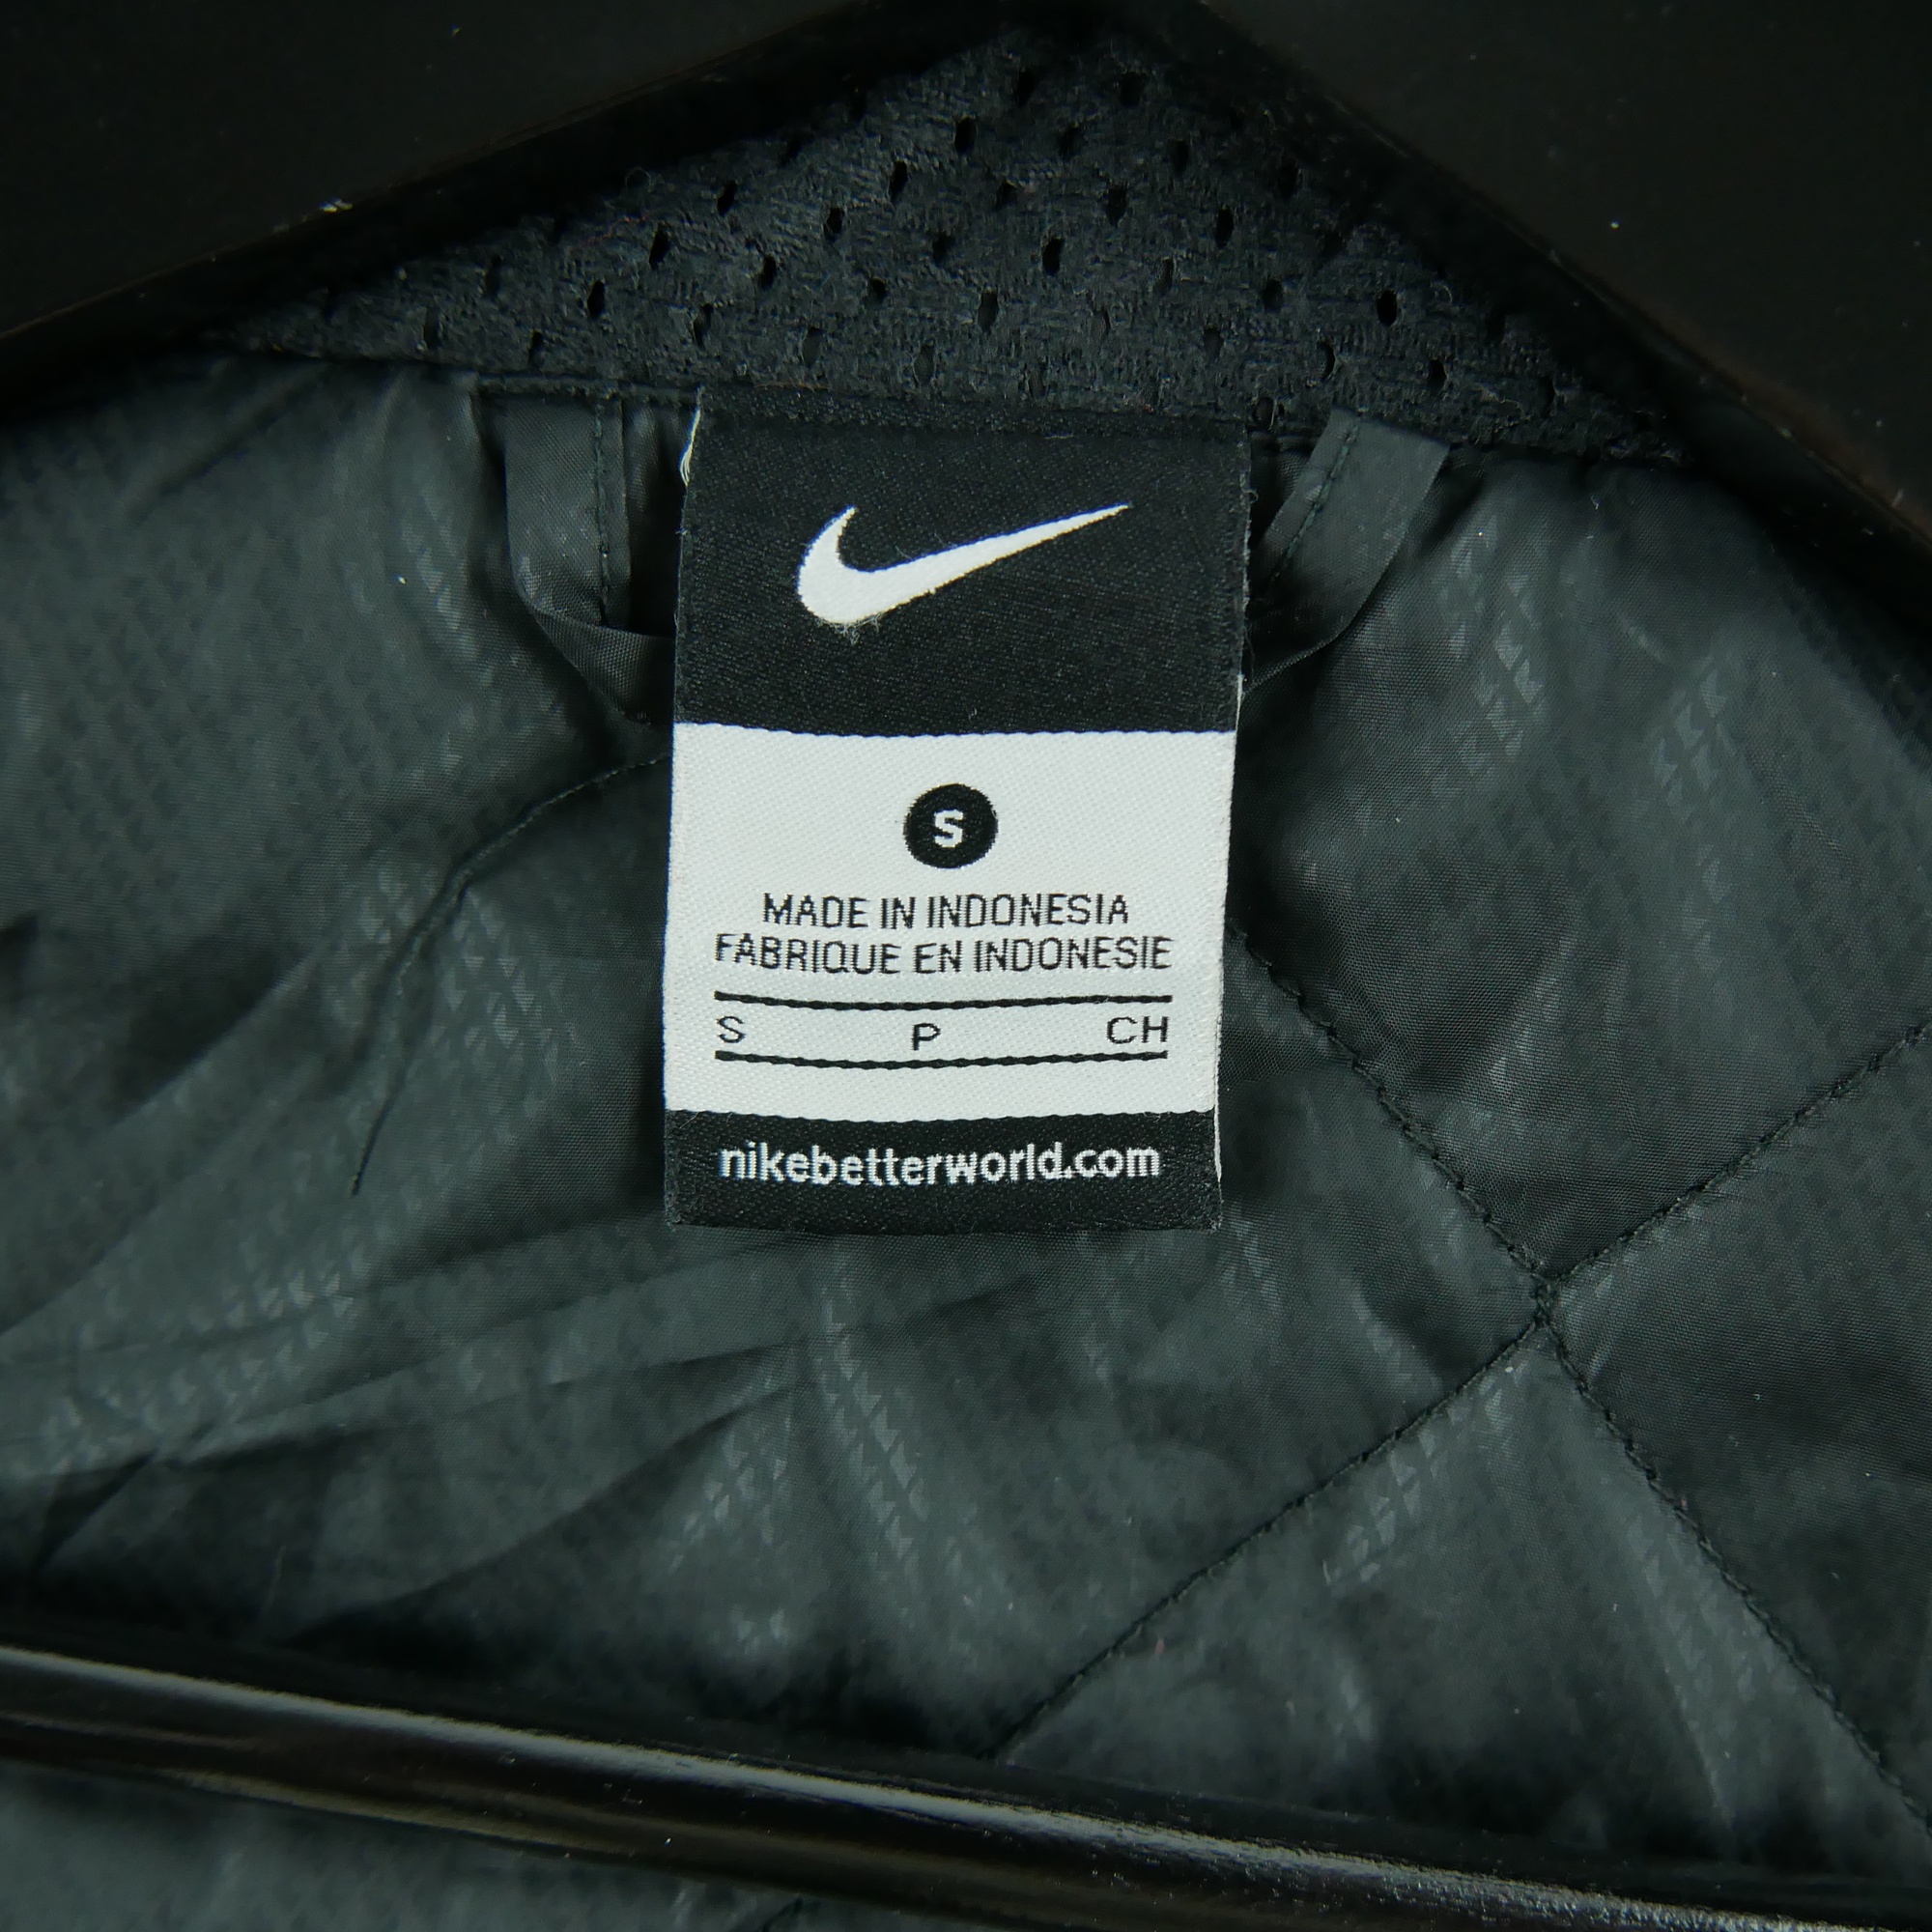 S
MADE IN INDONESIA
FABRIQUE EN INDONESIE
S P CH
nikebetterworld.com